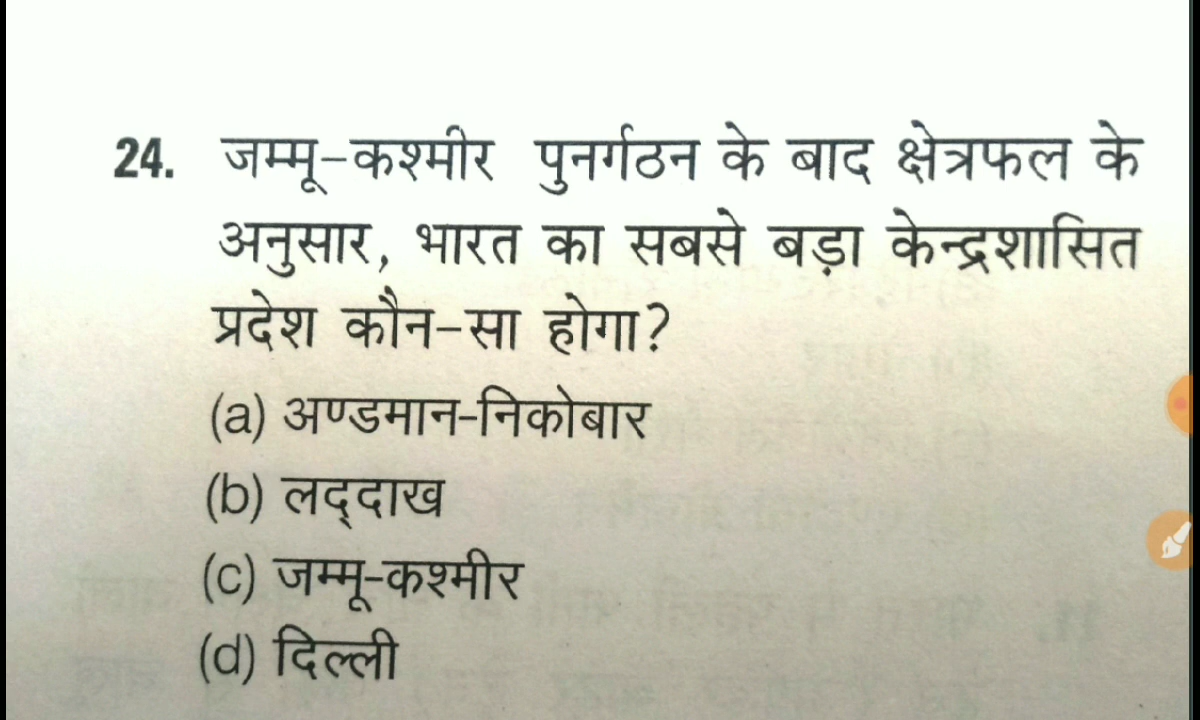 24. जम्मू-कश्मीर पुनर्गठन के बाद क्षेत्रफल के
अनुसार, भारत का सबसे बड़ा केन्द्रशासित
प्रदेश कौन-सा होगा?
(a) अण्डमान-निकोबार
(b) लद्‌दाख
(c) जम्मू-कश्मीर
(d) दिल्ली